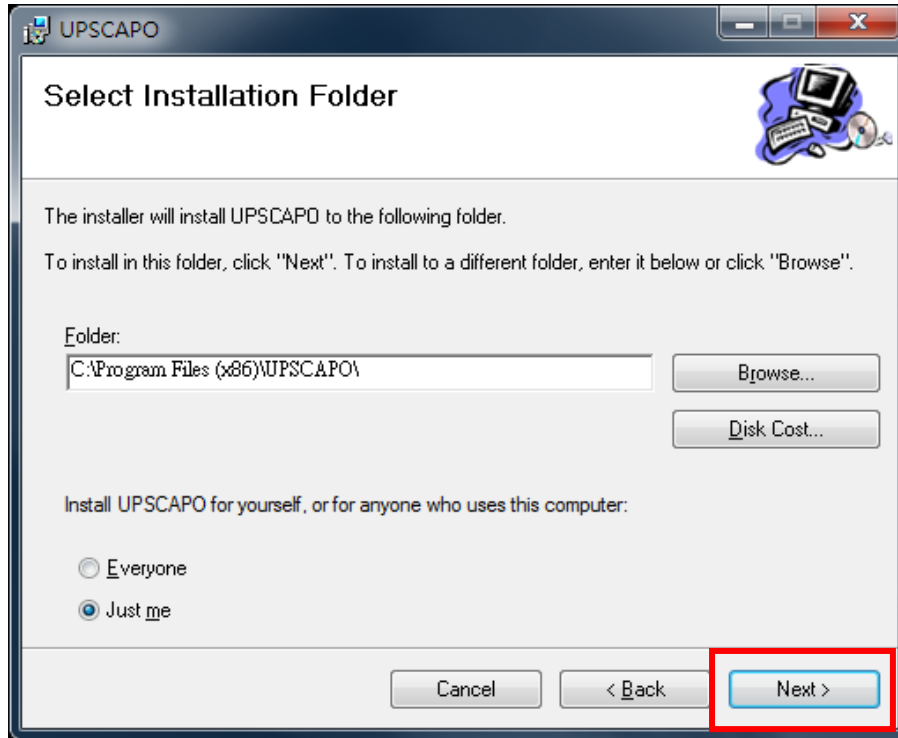 UPSCAPO
Select Installation Folder
The installer will install UPSCAPO to the following folder.
To install in this folder, click "Next". To install to a different folder, enter it below or click "Browse".
Folder:
C:\Program Files (x86)\UPSCAPO\
Browse...
Disk Cost...
Install UPSCAPO for yourself, or for anyone who uses this computer:
Everyone
Just me
Cancel
< Back
Next >